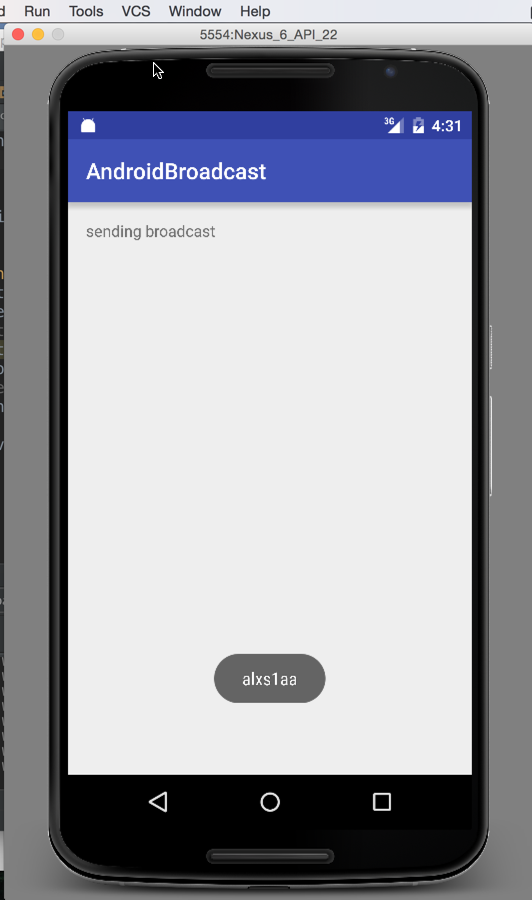 Run Tools VCS Window Help
5554:Nexus_6_API_22
3G 4:31
AndroidBroadcast
sending broadcast
alxs1aa